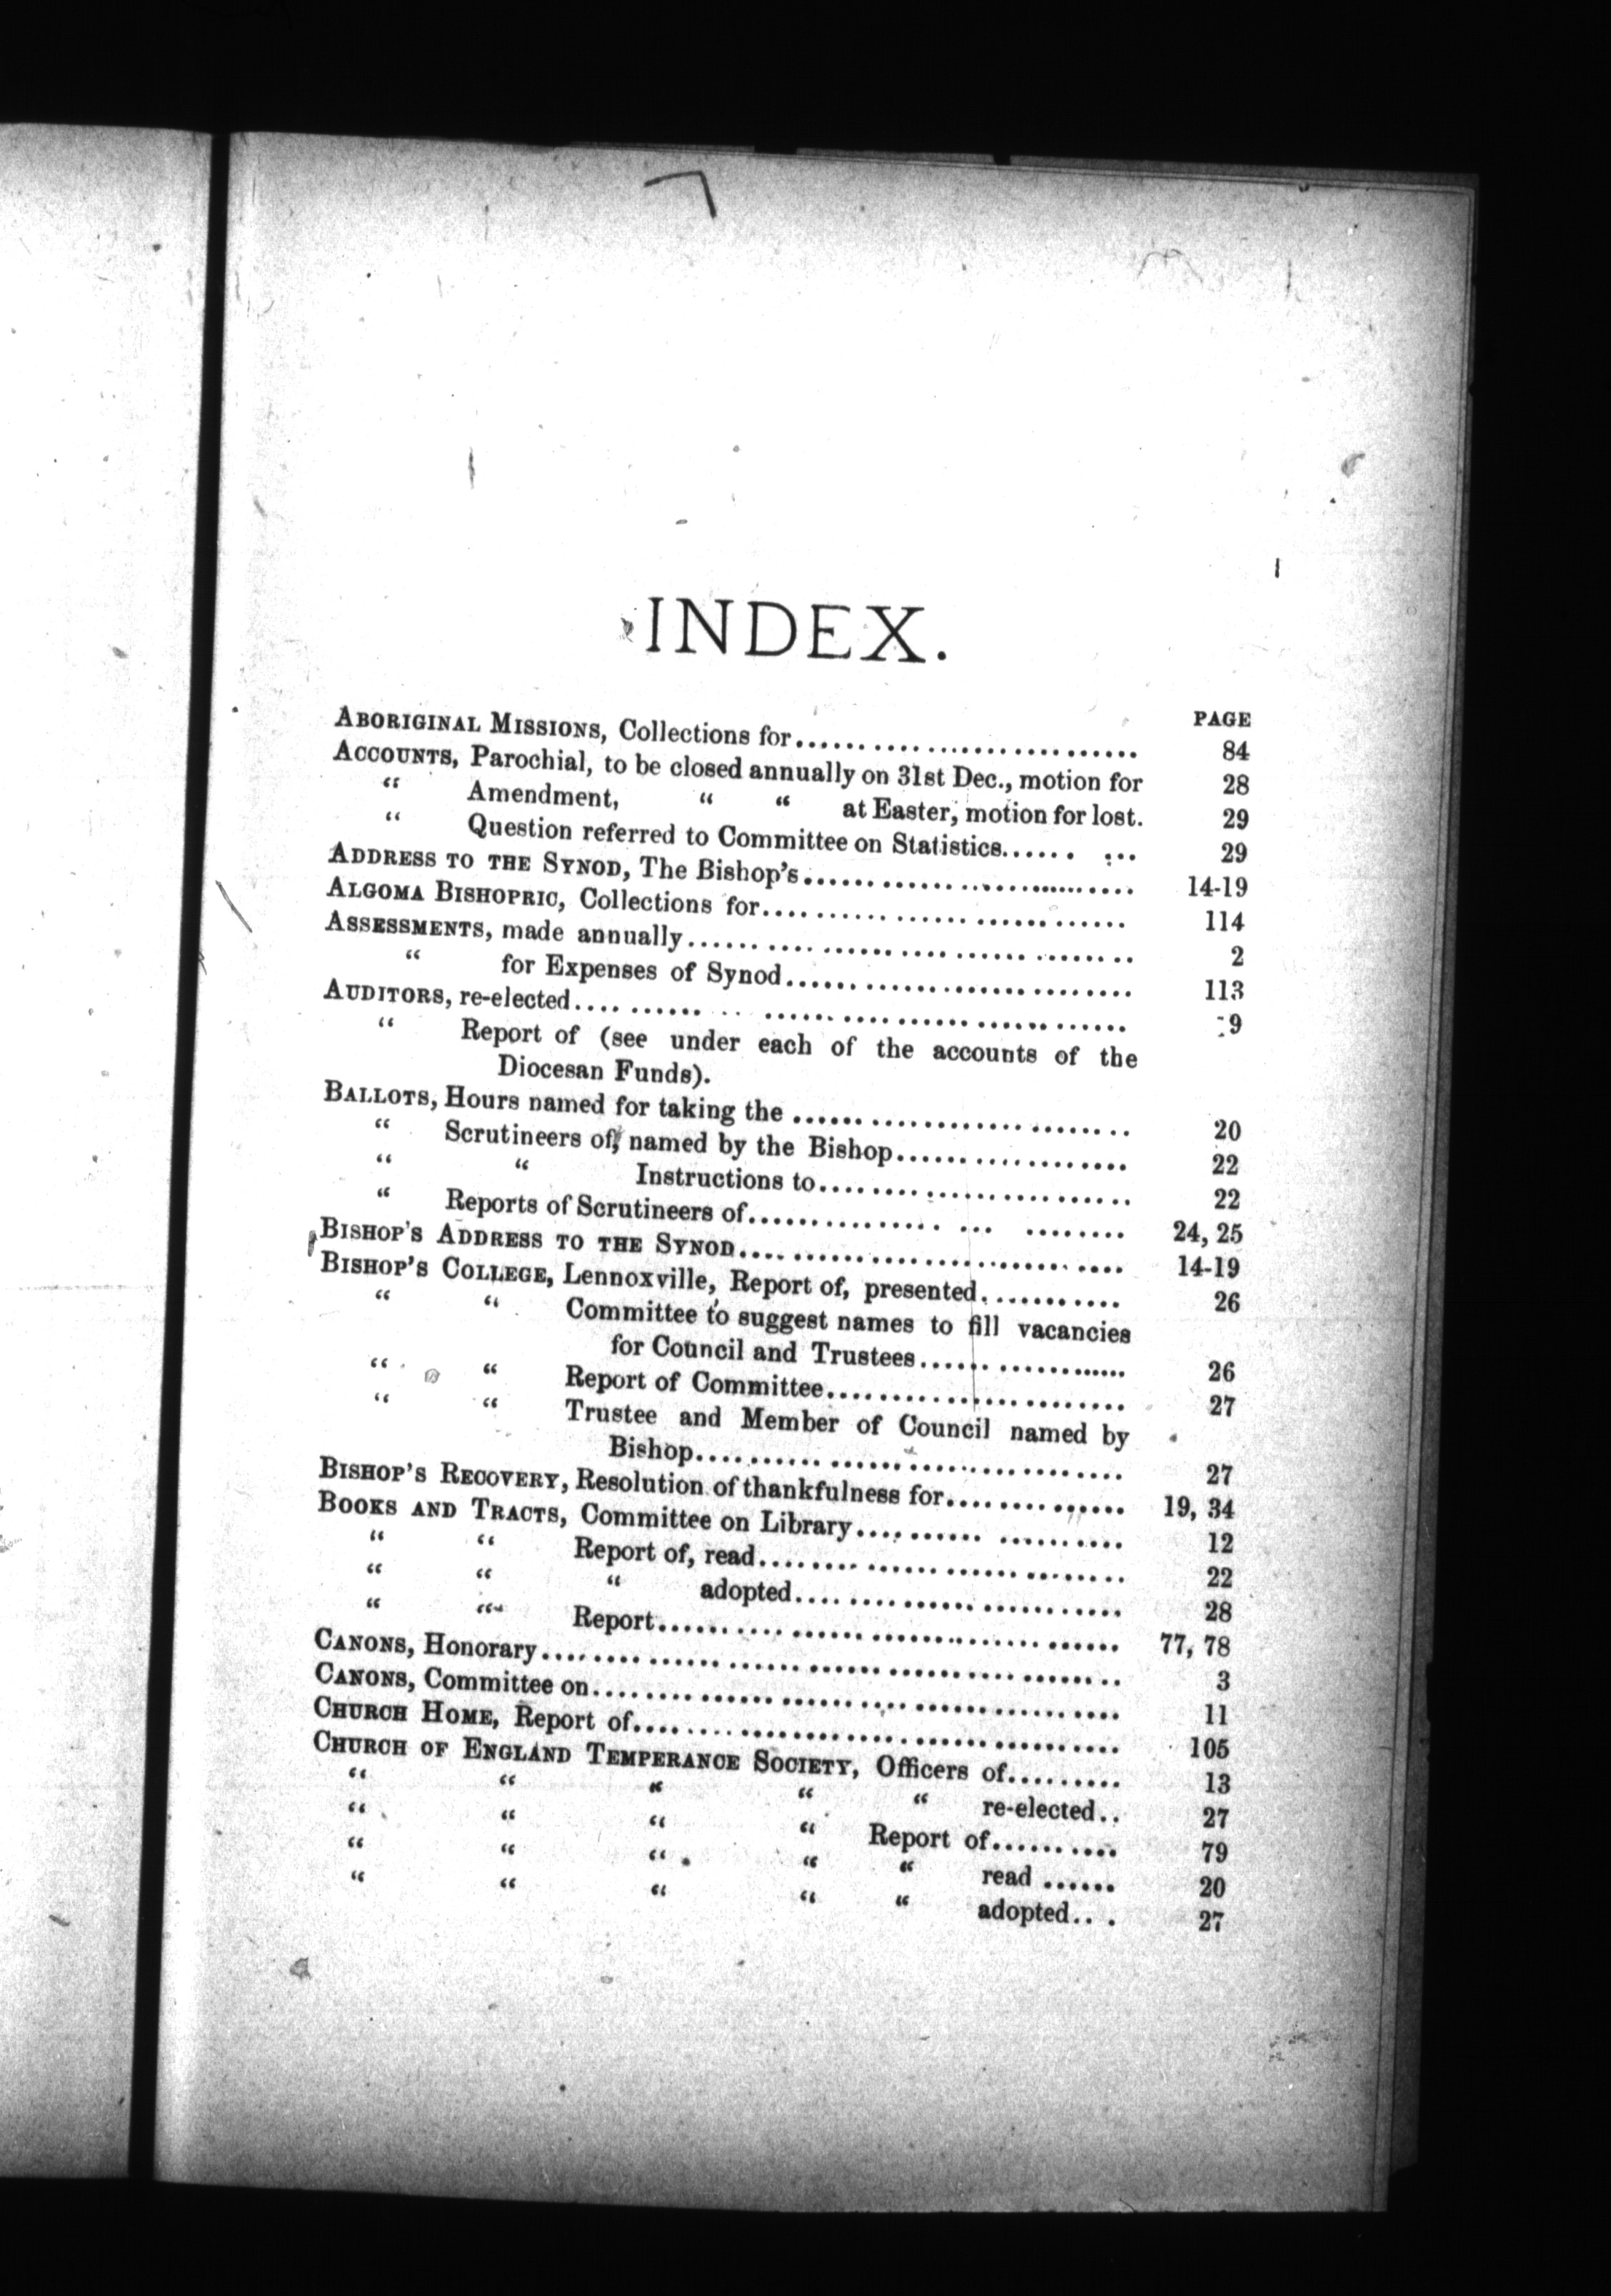 INDEX.
PAGE
ABORIGINAL MISSIONS, Collections for.............................. 84
ACCOUNTS, Parochial, to be closed annually on 31st Dec., motion for 28
“ Amendment, “ “ at Easter, motion for lost. 29
“ Question referred to Committee on Statistics...... ... 29
ADDRESS TO THE SYNOD, The Bishop's.............................. 14-19
ALGOMA BISHOPRIC, Collections for.............................. 114
ASSESSMENTS, made annually.............................. 2
“ for Expenses of Synod.............................. 113
AUDITORS, re-elected.............................. 9
“ Report of (see under each of the accounts of the
Diocesan Funds).
BALLOTS, Hours named for taking the .............................. 20
“ Scrutineers of, named by the Bishop.................... 22
“ “ Instructions to.............................. 22
“ Reports of Scrutineers of............... ... ........ 24, 25
BISHOP'S ADDRESS TO THE SYNOD.............................. 14-19
BISHOP'S COLLEGE, Lennoxville, Report of, presented........... 26
“ “ Committee to suggest names to fill vacancies
for Council and Trustees.................. 26
“ “ Report of Committee.............................. 27
“ “ Trustee and Member of Council named by
Bishop.............................. 27
BISHOP'S RECOVERY, Resolution of thankfulness for.............. 19, 34
BOOKS AND TRACTS, Committee on Library.................... 12
“ “ Report of, read.............................. 22
“ “ “ adopted.............................. 28
“ “ Report.............................. 77, 78
CANONS, Honorary.............................. 3
CANONS, Committee on.............................. 11
CHURCH HOME, Report of.............................. 105
CHURCH OF ENGLAND TEMPERANCE SOCIETY, Officers of......... 13
“ “ “ “ “ re-elected.. 27
“ “ “ “ Report of.......... 79
“ “ “ “ “ read ...... 20
“ “ “ “ “ adopted.. . 27